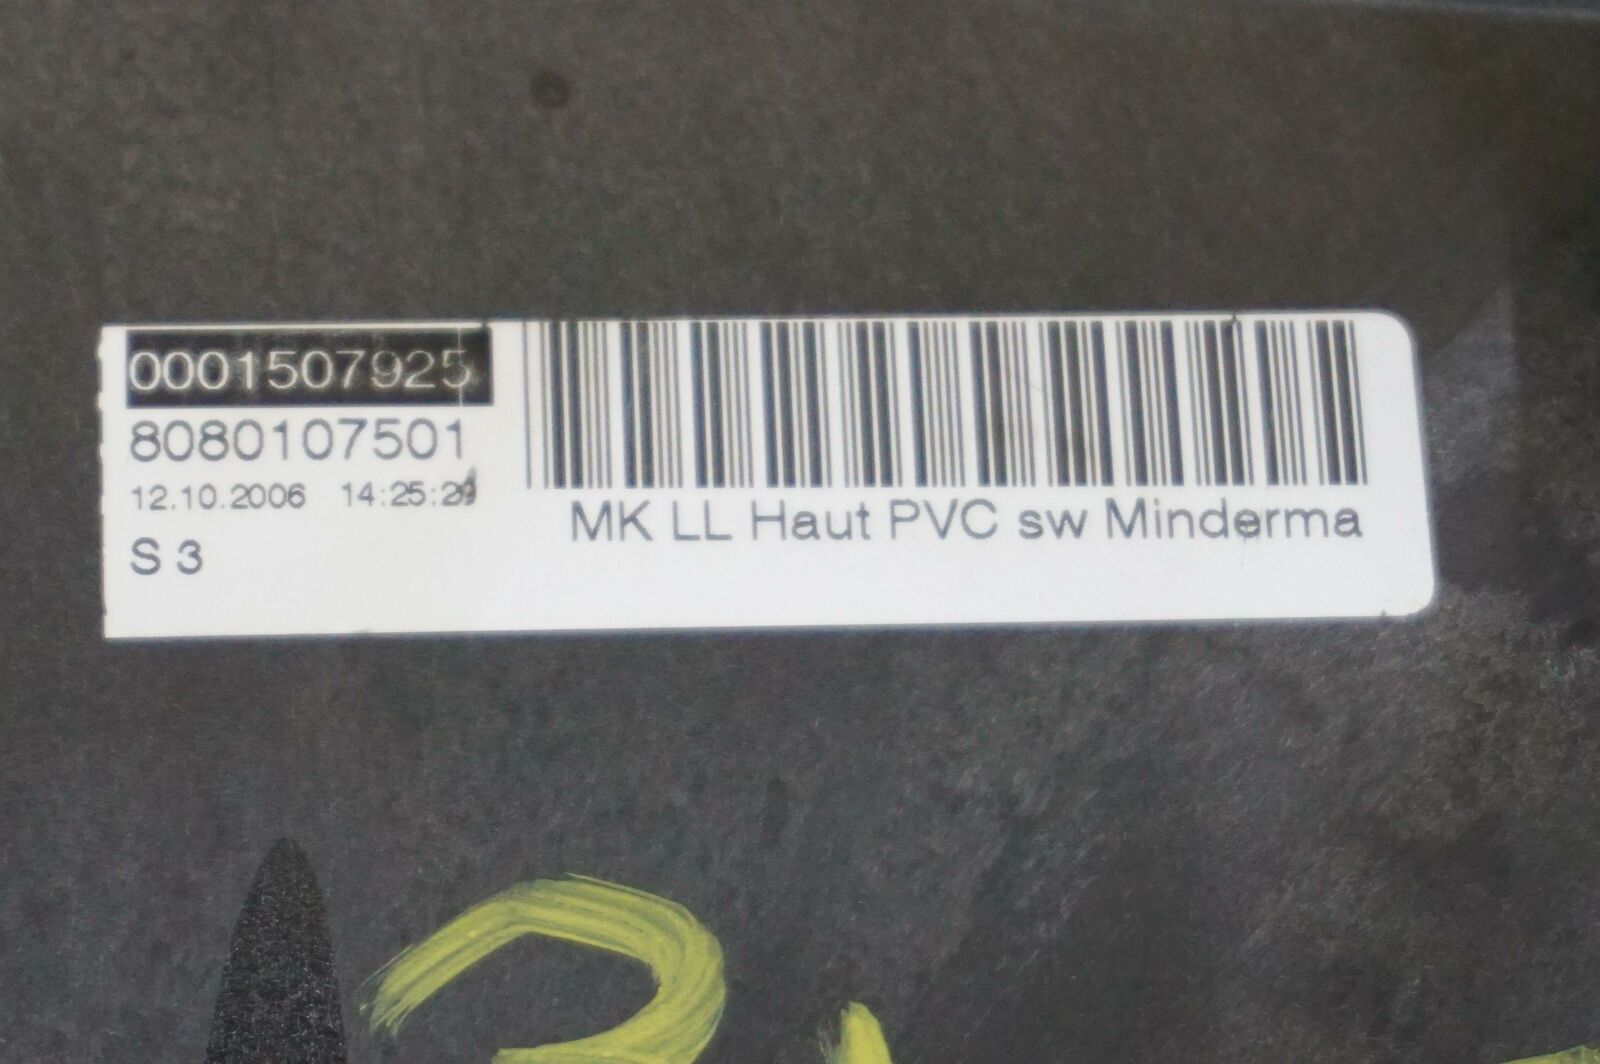 0001507925
8080107501
12.10.2006 14:25:29
S 3
MK LL Haut PVC sw Minderma